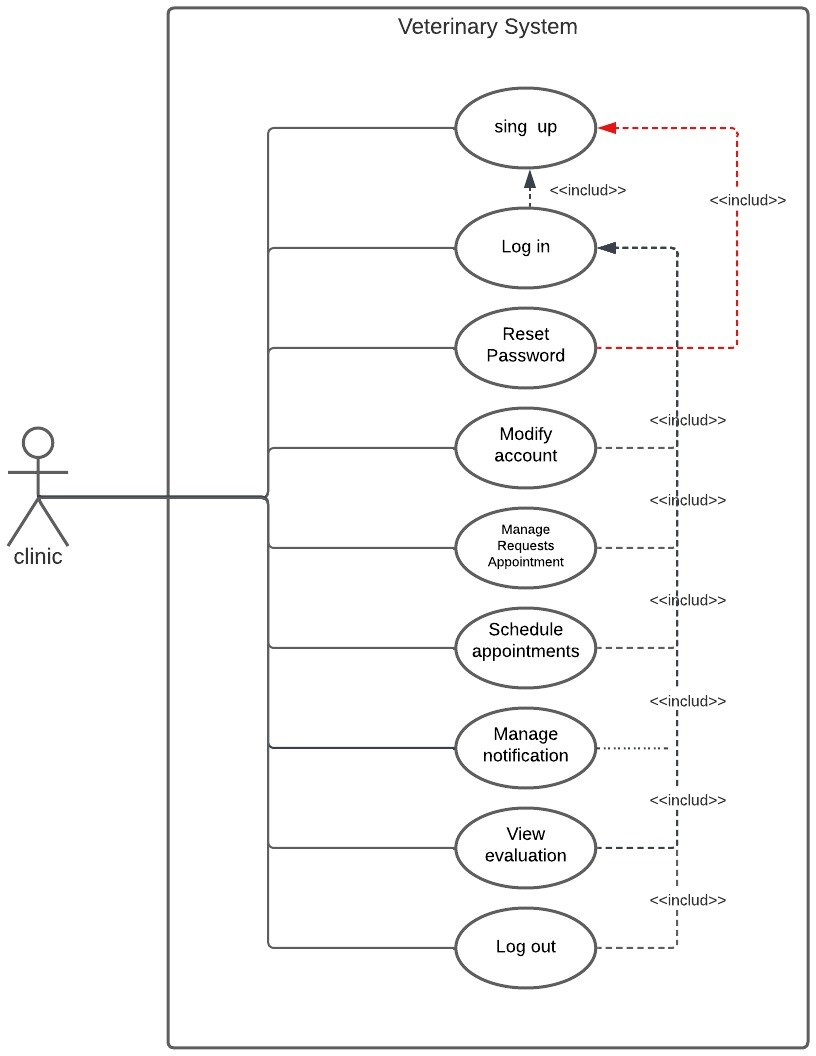 Veterinary System
sing up
<<includ>>
<<includ>>
Log in
Reset
Password
<<includ>>
Modify
account
<<includ>>
Manage
Requests
Appointment
clinic
<<includ>>
Schedule
appointments
<<includ>>
Manage
notification
<<includ>>
View
evaluation
<<includ>>
Log out